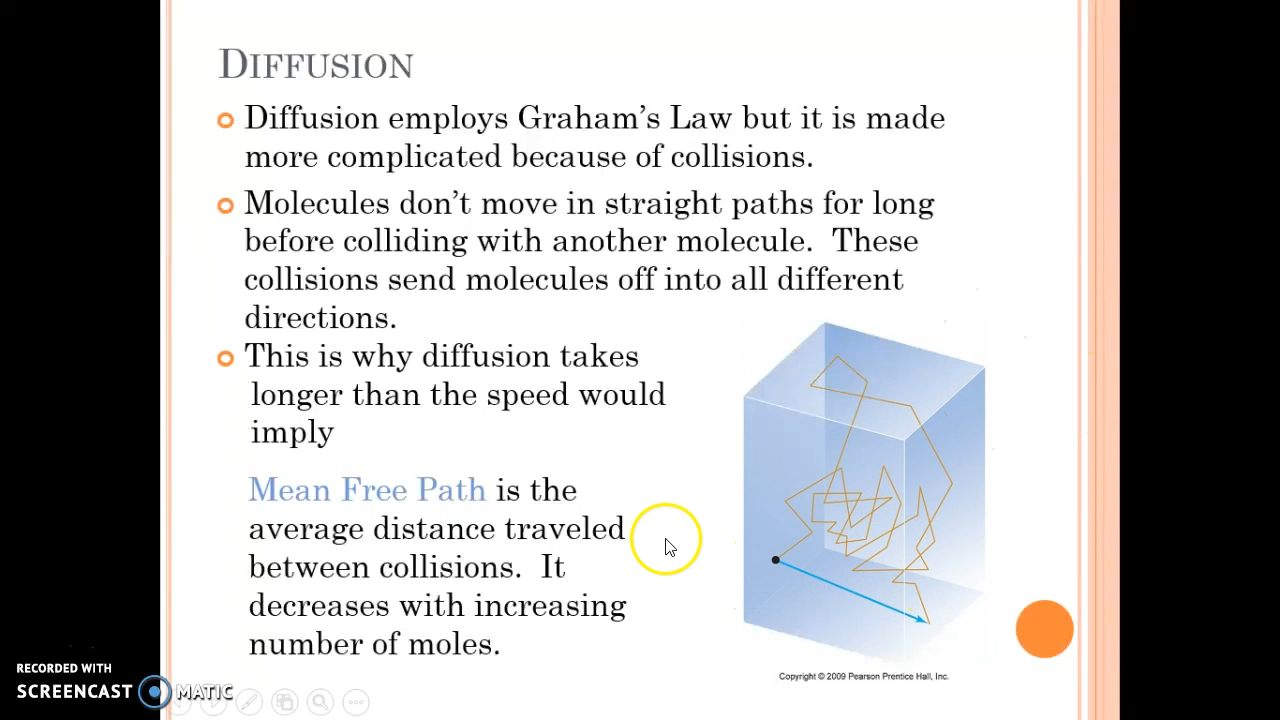 DIFFUSION
Diffusion employs Graham's Law but it is made
more complicated because of collisions.
Molecules don't move in straight paths for long
before colliding with another molecule. These
collisions send molecules off into all different
directions.
This is why diffusion takes
longer than the speed would
imply
Mean Free Path is the
average distance traveled
between collisions. It
decreases with increasing
number of moles.
Copyright © 2009 Pearson Prentice Hall, Inc.
RECORDED WITH
SCREENCAST MATIC